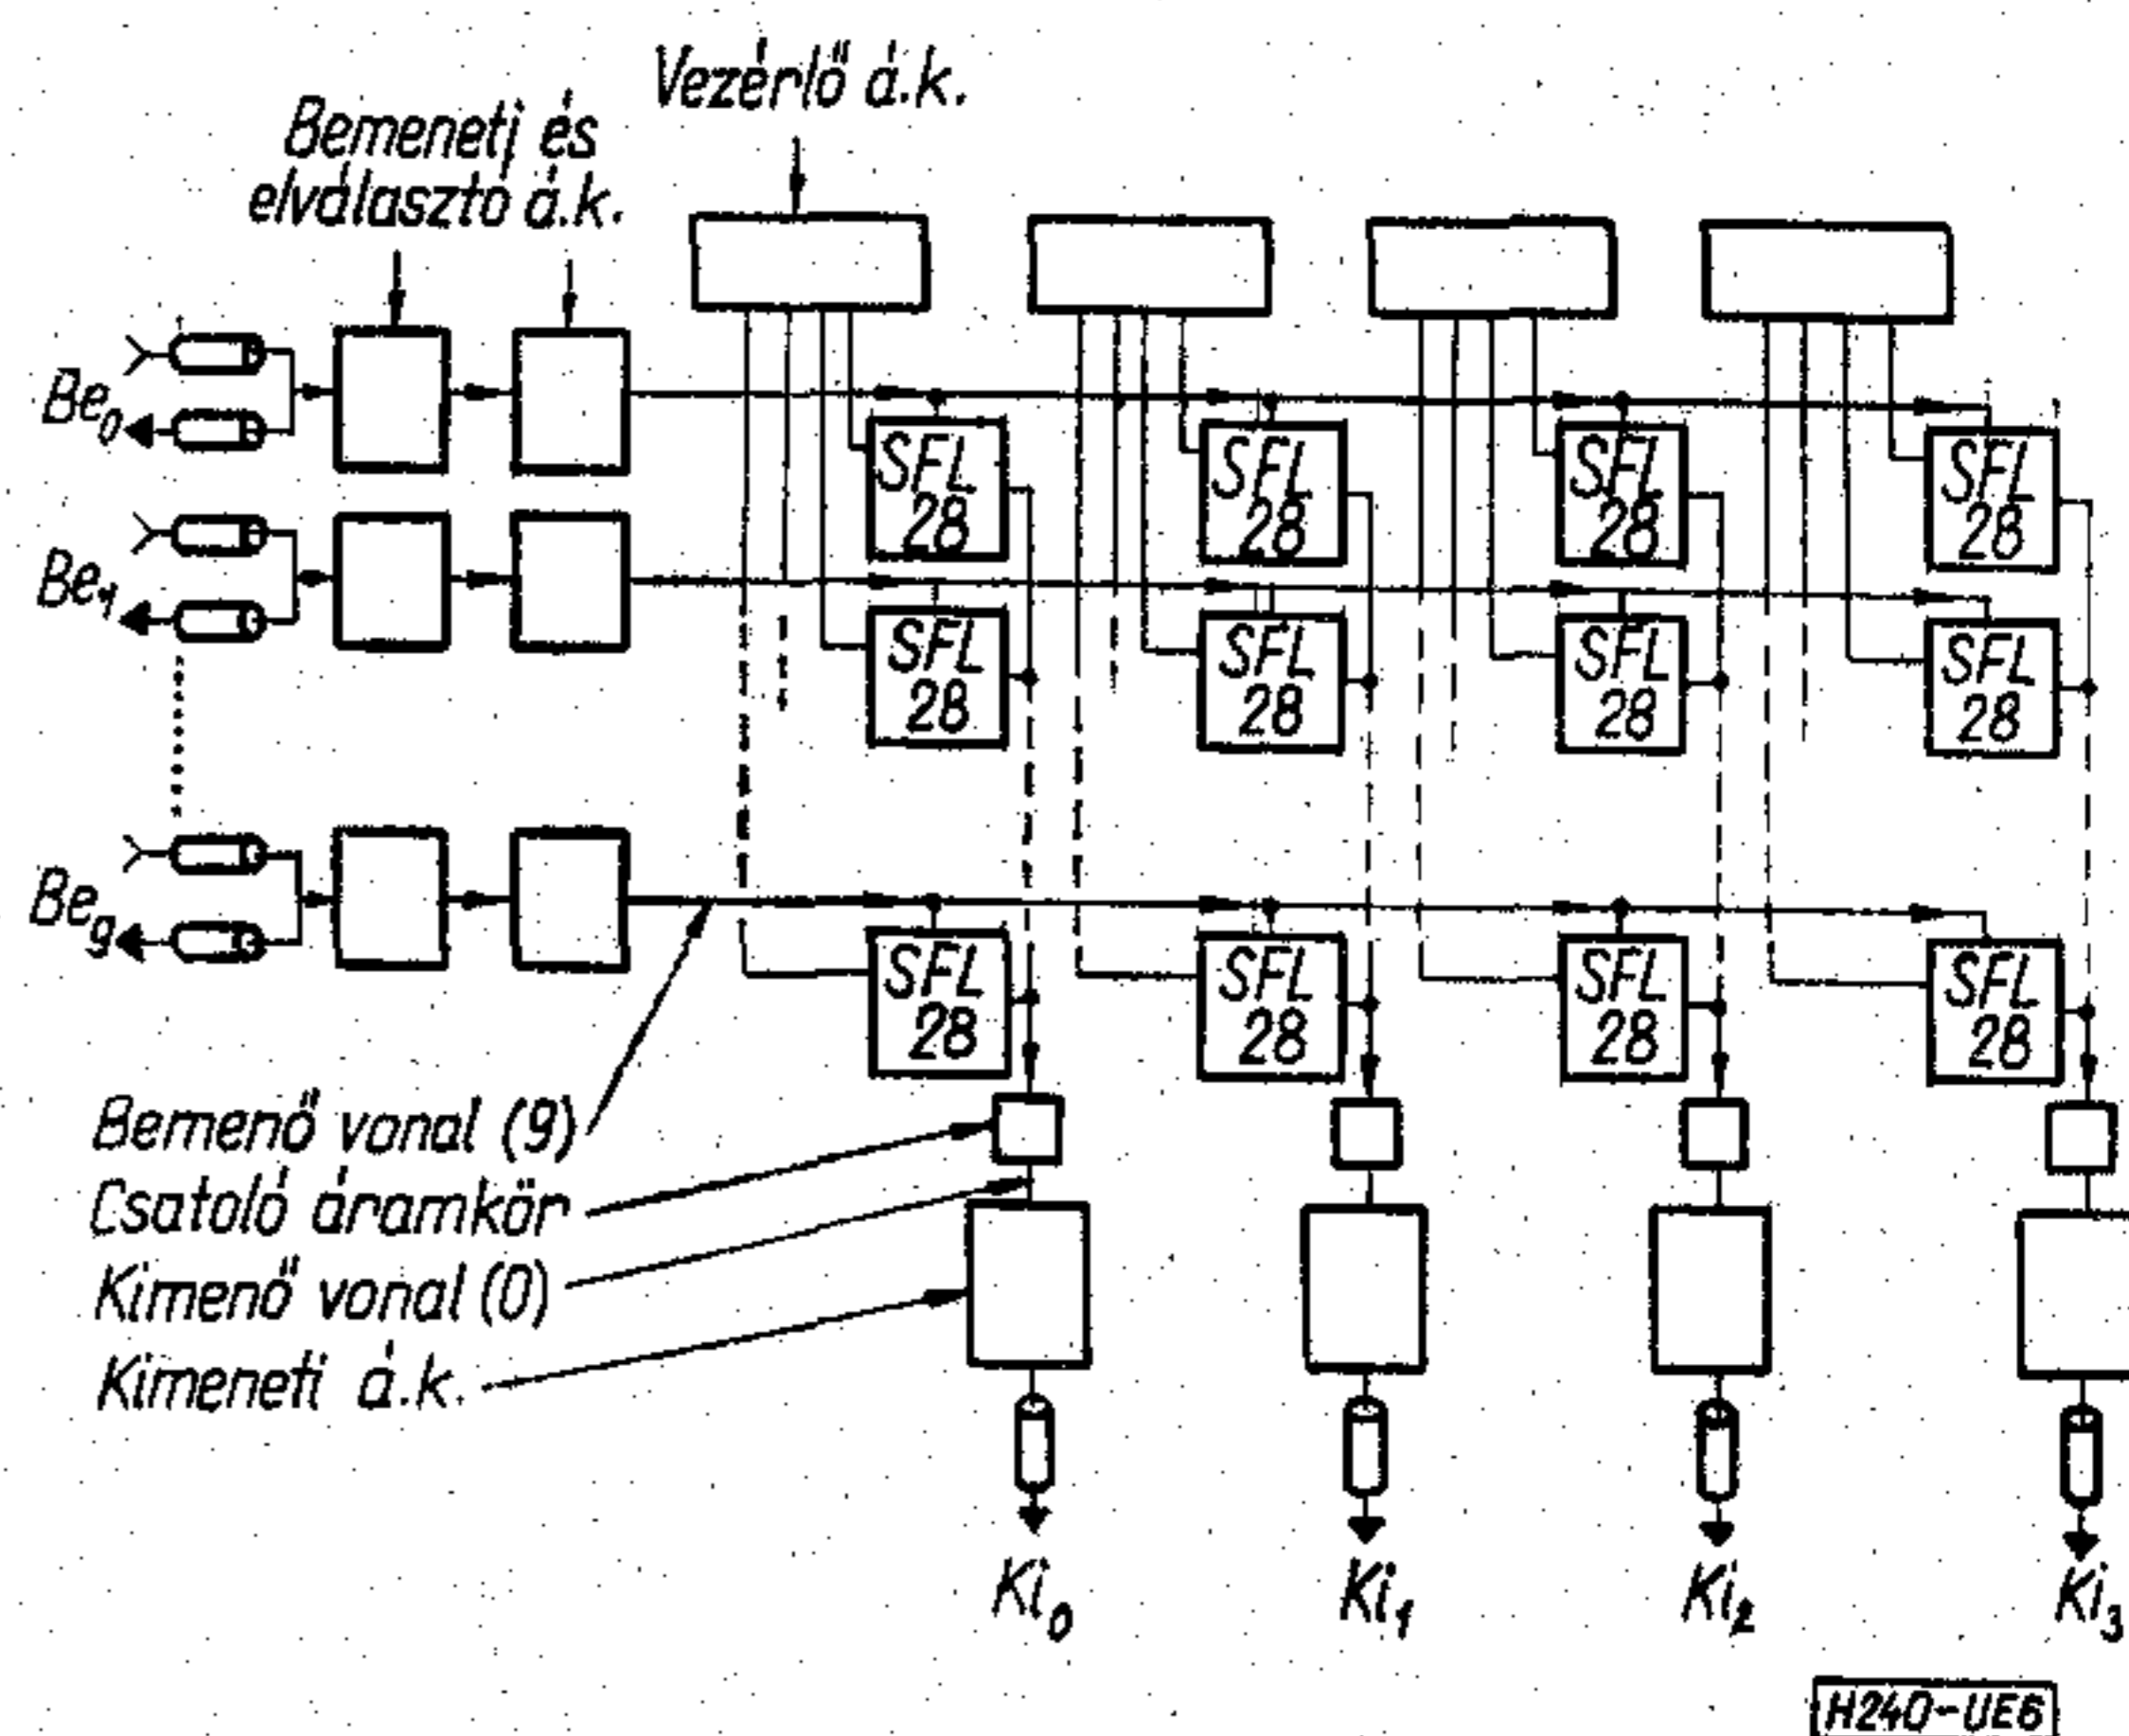 Vezérlő á.k.
Bemeneti és
elválasztó á.k.
Be0
SFL
28
SFL
28
SFL
28
SFL
28
Be1
SFL
28
SFL
28
SFL
28
SFL
28
Be9
SFL
28
SFL
28
SFL
28
SFL
28
Bemenő vonal (9)
Csatoló áramkör
Kimenő vonal (0)
Kimeneti á.k.
Ki0
Ki1
Ki2
Ki3
H240-UE6